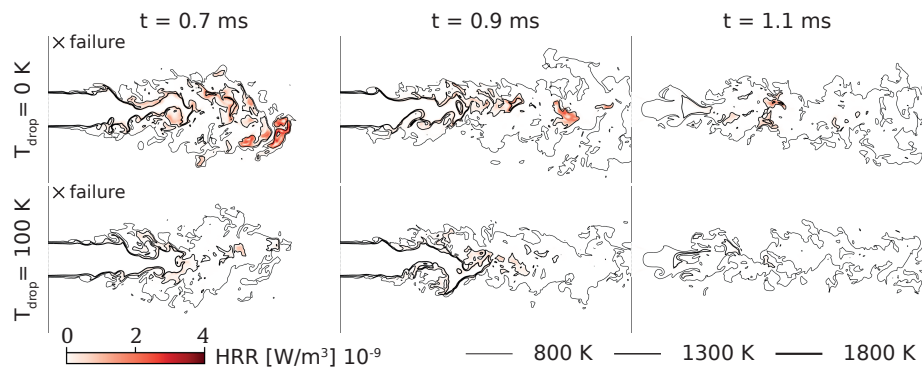 t = 0.7 ms t = 0.9 ms t = 1.1 ms
× failure
T_drop = 0 K
× failure
T_drop = 100 K
0 2 4
HRR [W/m³] 10⁻⁹
800 K 1300 K 1800 K